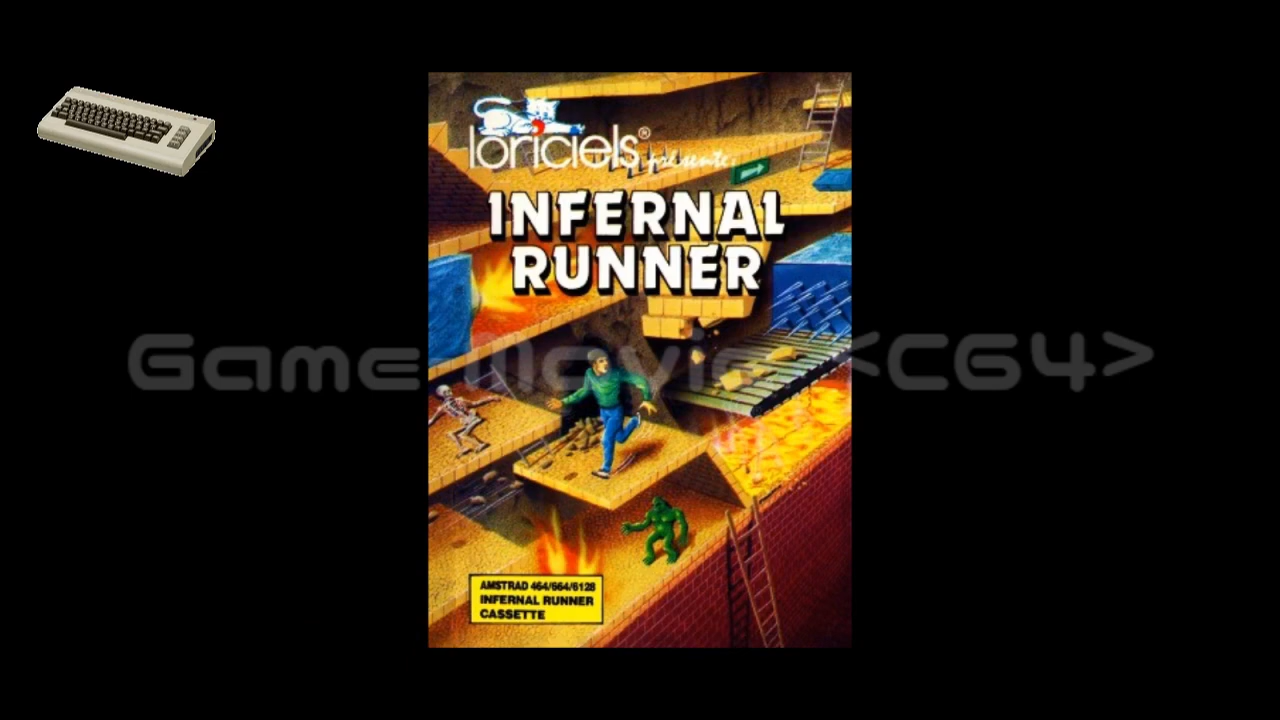 loriciels® présente:
INFERNAL
RUNNER
Game Movie <C64>
AMSTRAD 464/664/6128
INFERNAL RUNNER
CASSETTE